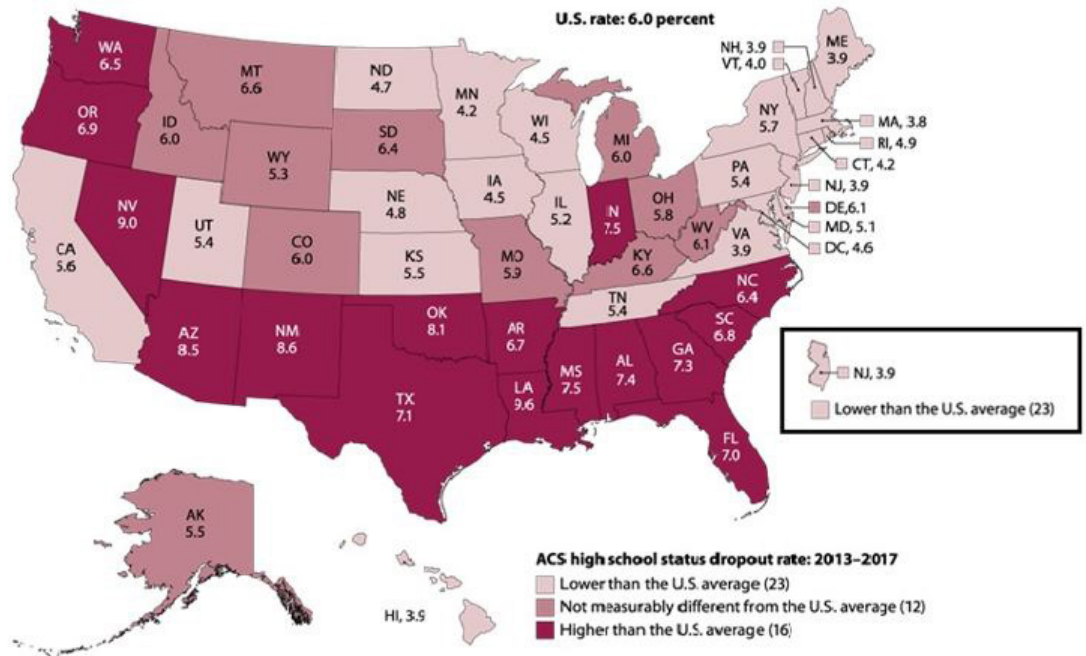 U.S. rate: 6.0 percent
WA
6.5
OR
6.9
CA
5.6
NV
9.0
ID
6.0
MT
6.6
WY
5.3
UT
5.4
CO
6.0
AZ
8.5
NM
8.6
ND
4.7
SD
6.4
NE
4.8
KS
5.5
OK
8.1
TX
7.1
MN
4.2
IA
4.5
MO
5.9
AR
6.7
LA
9.6
WI
4.5
IL
5.2
MI
6.0
IN
7.5
OH
5.8
KY
6.6
TN
5.4
MS
7.5
AL
7.4
GA
7.3
FL
7.0
SC
6.8
NC
6.4
VA
3.9
WV
6.1
PA
5.4
NY
5.7
ME
3.9
NH, 3.9
VT, 4.0
MA, 3.8
RI, 4.9
CT, 4.2
NJ, 3.9
DE,6.1
MD, 5.1
DC, 4.6
NJ, 3.9
Lower than the U.S. average (23)
AK
5.5
HI, 3.9
ACS high school status dropout rate: 2013–2017
Lower than the U.S. average (23)
Not measurably different from the U.S. average (12)
Higher than the U.S. average (16)